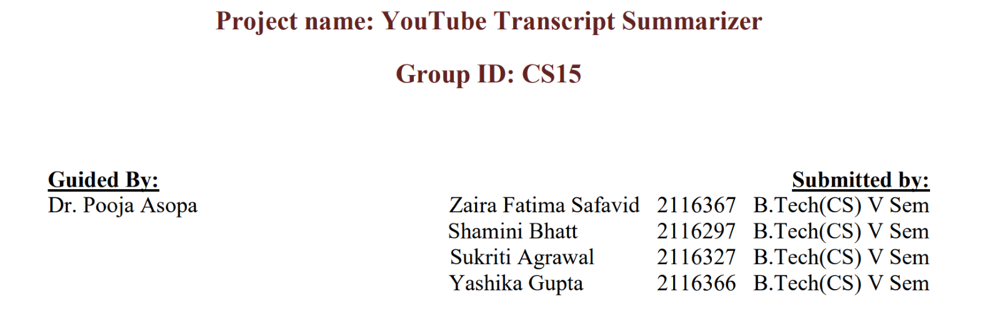 Project name: YouTube Transcript Summarizer
Group ID: CS15
Guided By: Submitted by:
Dr. Pooja Asopa Zaira Fatima Safavid 2116367 B.Tech(CS) V Sem
Shamini Bhatt 2116297 B.Tech(CS) V Sem
Sukriti Agrawal 2116327 B.Tech(CS) V Sem
Yashika Gupta 2116366 B.Tech(CS) V Sem